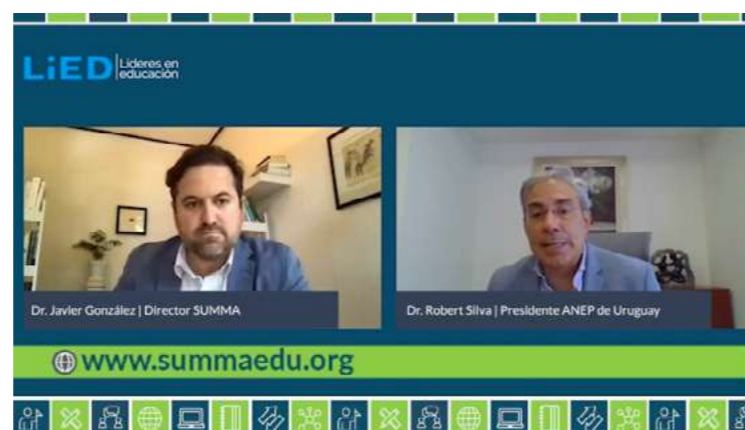 LiED
Líderes en
educación
Dr. Javier González | Director SUMMA
Dr. Robert Silva | Presidente ANEP de Uruguay
www.summaedu.org